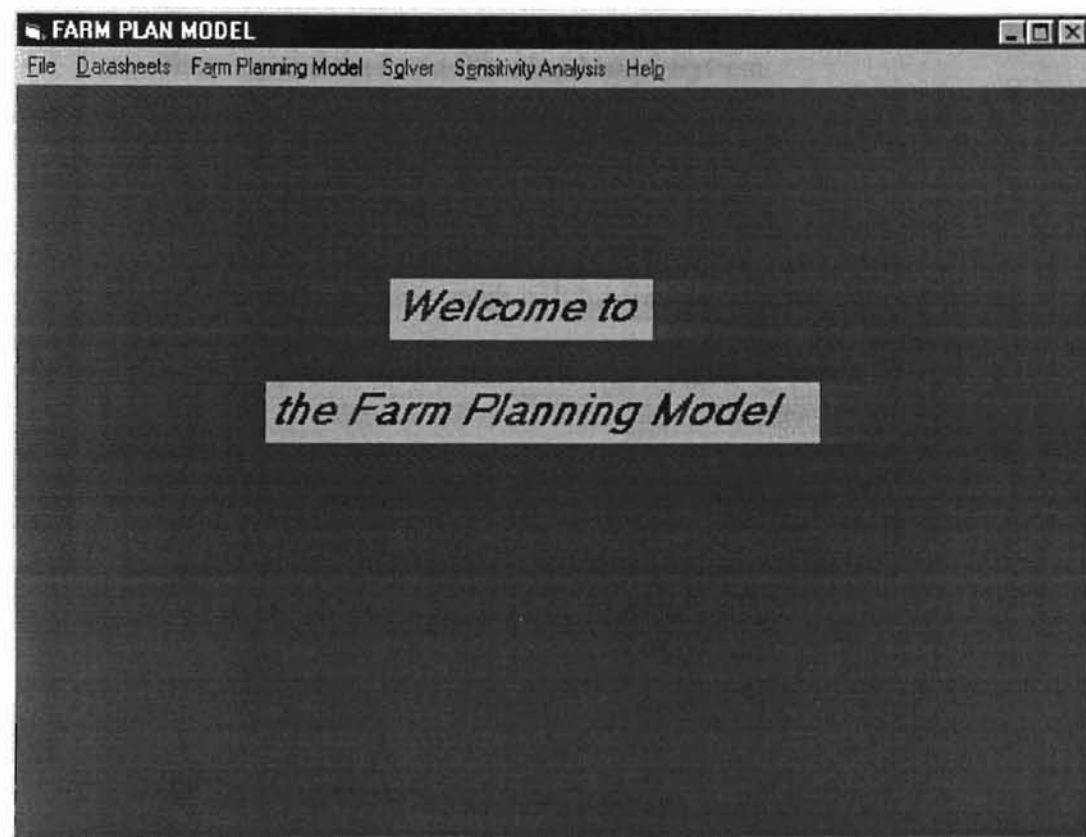 FARM PLAN MODEL
File Datasheets Farm Planning Model Solver Sensitivity Analysis Help
Welcome to
the Farm Planning Model